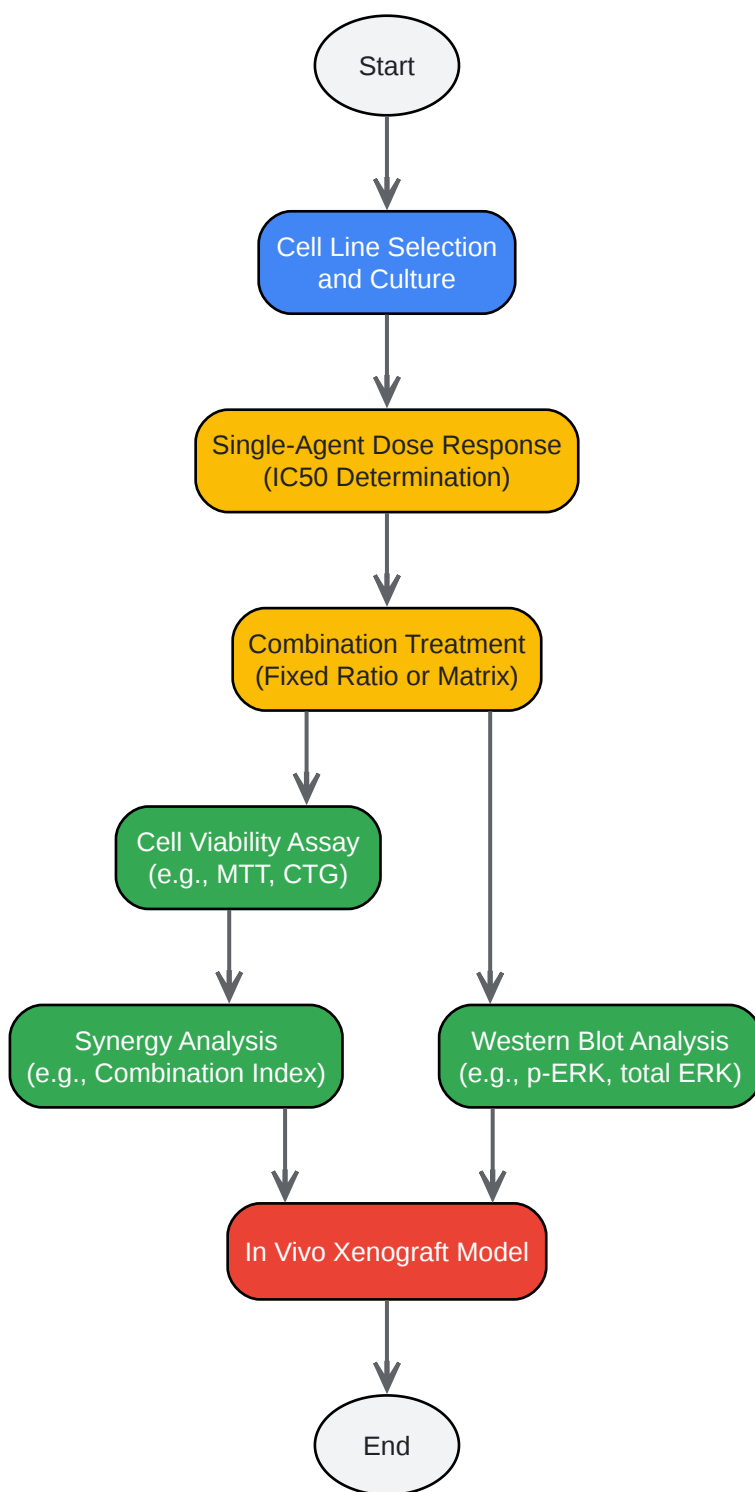 Start
Cell Line Selection
and Culture
Single-Agent Dose Response
(IC50 Determination)
Combination Treatment
(Fixed Ratio or Matrix)
Cell Viability Assay
(e.g., MTT, CTG)
Synergy Analysis
(e.g., Combination Index)
Western Blot Analysis
(e.g., p-ERK, total ERK)
In Vivo Xenograft Model
End